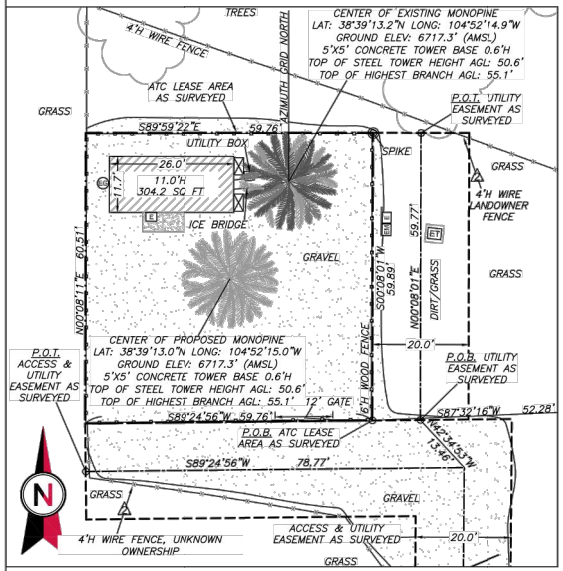 TREES
4'H WIRE FENCE
CENTER OF EXISTING MONOPINE
LAT: 38°39'13.2"N LONG: 104°52'14.9"W
GROUND ELEV: 6717.3' (AMSL)
5'X5' CONCRETE TOWER BASE 0.6'H
TOP OF STEEL TOWER HEIGHT AGL: 50.6'
TOP OF HIGHEST BRANCH AGL: 55.1'
AZIMUTH GRID NORTH
ATC LEASE AREA
AS SURVEYED
P.O.T. UTILITY
EASEMENT AS
SURVEYED
GRASS
S89°59'22"E
59.76'
UTILITY BOX
SPIKE
GRASS
26.0'
11.7'
11.0'H
304.2 SQ FT
2
4'H WIRE
LANDOWNER
FENCE
E
ICE BRIDGE
E
ET
GRAVEL
N00°08'11"E 60.51'
S00°08'01"W
59.89'
N00°08'01"E 59.77'
DIRT/GRASS
GRASS
CENTER OF PROPOSED MONOPINE
LAT: 38°39'13.0"N LONG: 104°52'15.0"W
GROUND ELEV: 6717.3' (AMSL)
5'X5' CONCRETE TOWER BASE 0.6'H
TOP OF STEEL TOWER HEIGHT AGL: 50.6'
TOP OF HIGHEST BRANCH AGL: 55.1'
6'H WOOD FENCE
20.0'
P.O.T.
ACCESS &
UTILITY
EASEMENT AS
SURVEYED
P.O.B. UTILITY
EASEMENT AS
SURVEYED
12' GATE
S89°24'56"W 59.76'
S87°32'16"W 52.28'
P.O.B. ATC LEASE
AREA AS SURVEYED
N42°34'53"W
13.46'
S89°24'56"W 78.77'
N
GRASS
GRAVEL
2
4'H WIRE FENCE, UNKNOWN
OWNERSHIP
ACCESS & UTILITY
EASEMENT AS SURVEYED
20.0'
GRASS